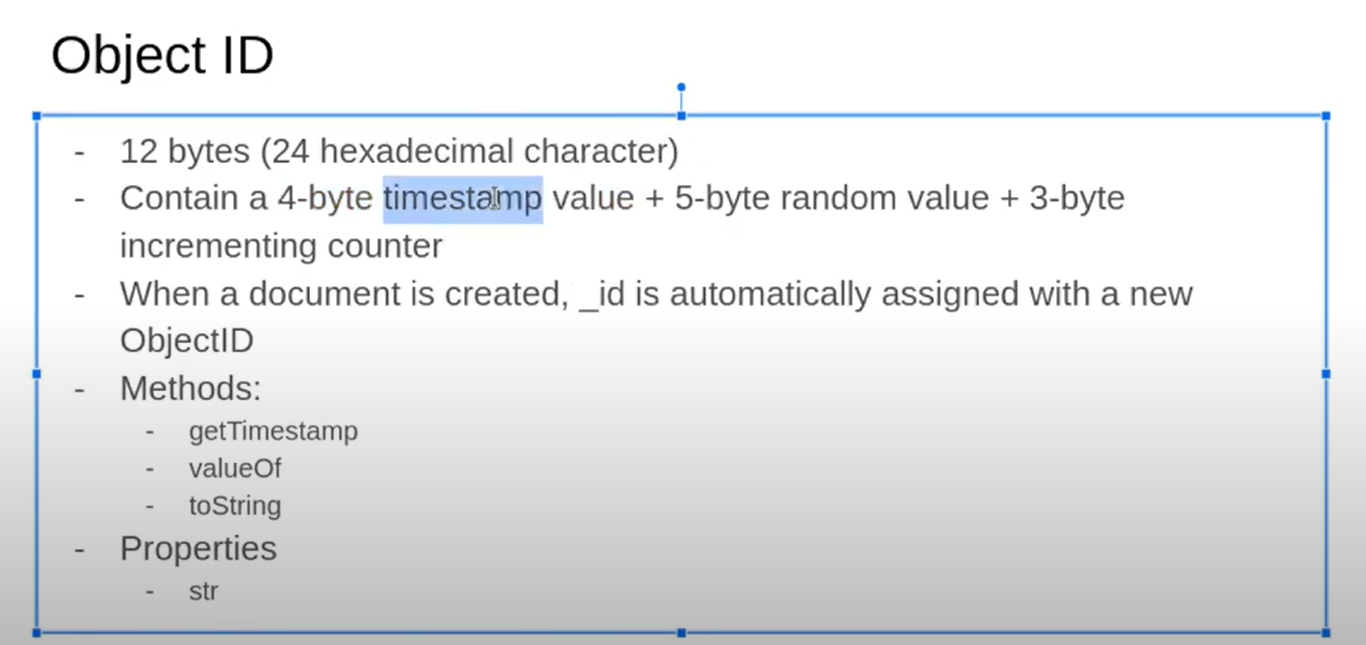 Object ID
- 12 bytes (24 hexadecimal character)
- Contain a 4-byte timestamp value + 5-byte random value + 3-byte
incrementing counter
- When a document is created, _id is automatically assigned with a new
ObjectID
- Methods:
- getTimestamp
- valueOf
- toString
- Properties
- str